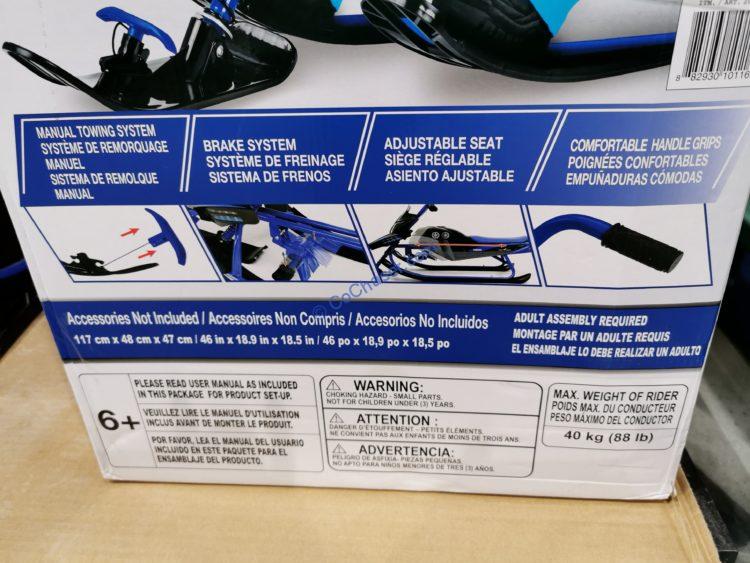 ITM. / ART.
8 82930 10116
MANUAL TOWING SYSTEM
SYSTÈME DE REMORQUAGE
MANUEL
SISTEMA DE REMOLQUE
MANUAL
BRAKE SYSTEM
SYSTÈME DE FREINAGE
SISTEMA DE FRENOS
ADJUSTABLE SEAT
SIÈGE RÉGLABLE
ASIENTO AJUSTABLE
COMFORTABLE HANDLE GRIPS
POIGNÉES CONFORTABLES
EMPUÑADURAS CÓMODAS
Accessories Not Included / Accessoires Non Compris / Accesorios No Incluidos
117 cm x 48 cm x 47 cm / 46 in x 18.9 in x 18.5 in / 46 po x 18,9 po x 18,5 po
ADULT ASSEMBLY REQUIRED
MONTAGE PAR UN ADULTE REQUIS
EL ENSAMBLAJE LO DEBE REALIZAR UN ADULTO
6+
PLEASE READ USER MANUAL AS INCLUDED
IN THIS PACKAGE FOR PRODUCT SET-UP.
VEUILLEZ LIRE LE MANUEL D'UTILISATION
INCLUS AVANT DE MONTER LE PRODUIT.
POR FAVOR, LEA EL MANUAL DEL USUARIO
INCLUIDO EN ESTE PAQUETE PARA EL
ENSAMBLAJE DEL PRODUCTO.
WARNING:
CHOKING HAZARD - SMALL PARTS.
NOT FOR CHILDREN UNDER (3) YEARS.
ATTENTION :
DANGER D'ÉTOUFFEMENT - PETITS ÉLÉMENTS.
NE CONVIENT PAS AUX ENFANTS DE MOINS DE TROIS ANS.
ADVERTENCIA:
PELIGRO DE ASFIXIA- PIEZAS PEQUEÑAS.
NO APTO PARA NIÑOS MENORES DE TRES (3) AÑOS.
MAX. WEIGHT OF RIDER
POIDS MAX. DU CONDUCTEUR
PESO MÁXIMO DEL CONDUCTOR
40 kg (88 lb)